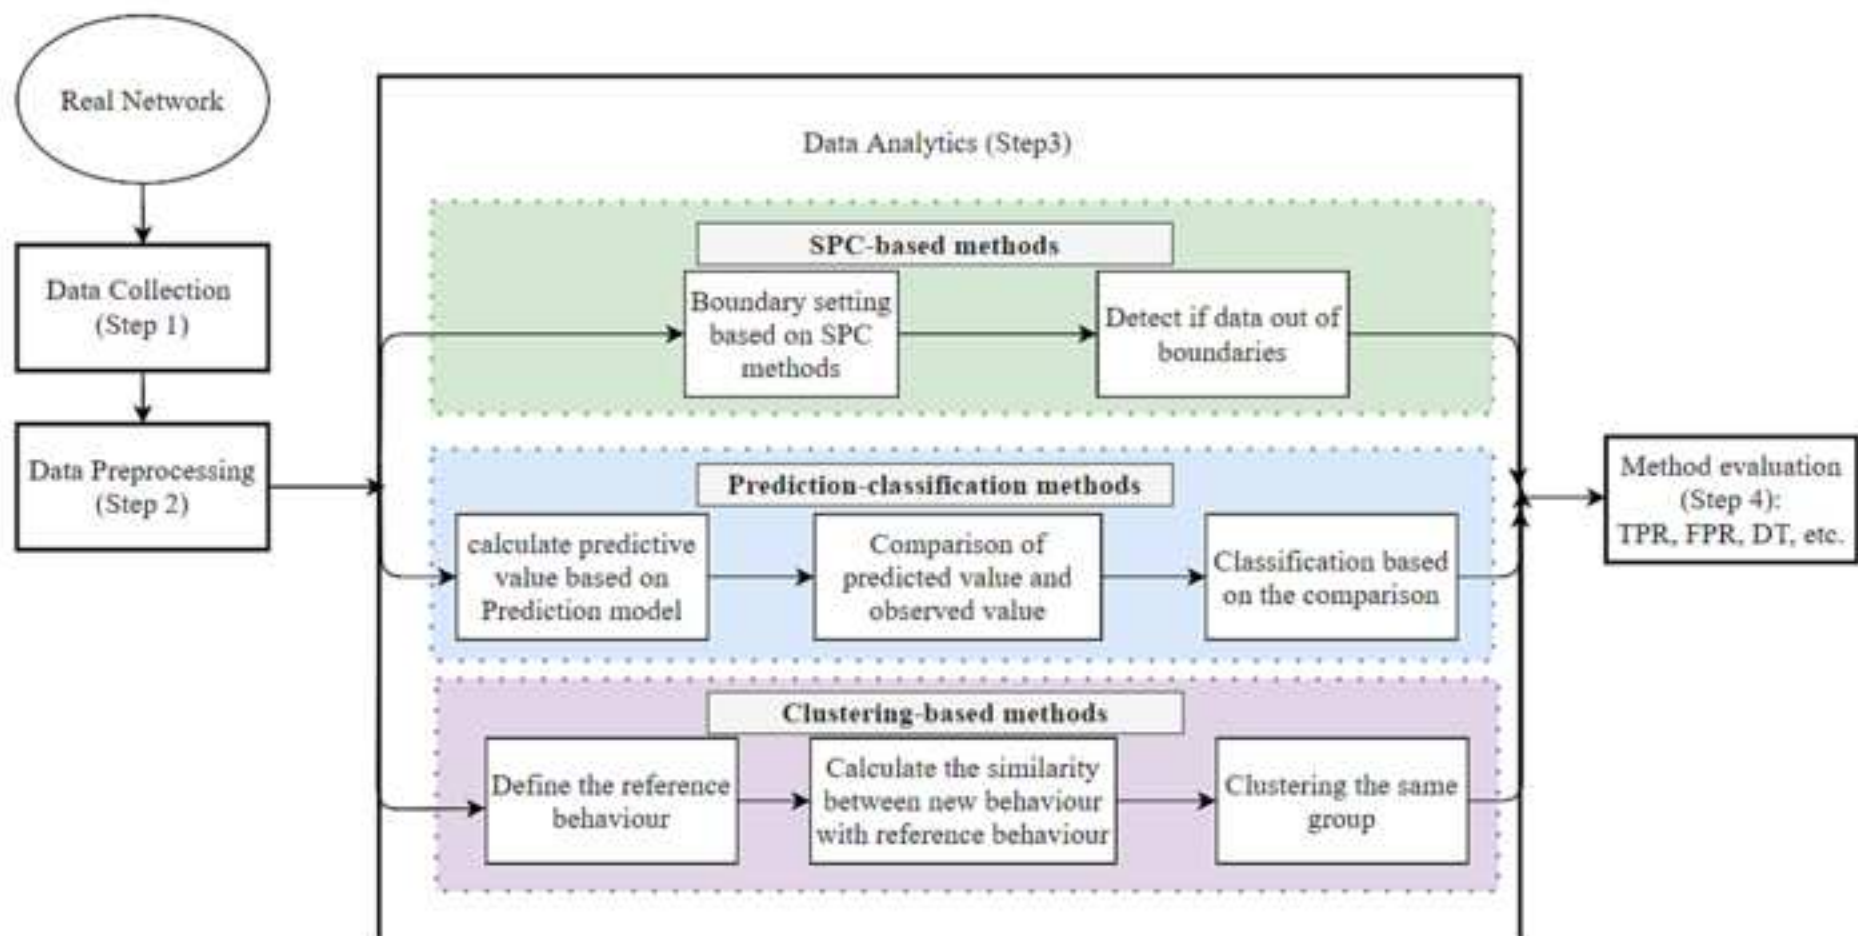 Real Network
Data Collection
(Step 1)
Data Preprocessing
(Step 2)
Data Analytics (Step3)
SPC-based methods
Boundary setting
based on SPC
methods
Detect if data out of
boundaries
Prediction-classification methods
calculate predictive
value based on
Prediction model
Comparison of
predicted value and
observed value
Classification based
on the comparison
Clustering-based methods
Define the reference
behaviour
Calculate the similarity
between new behaviour
with reference behaviour
Clustering the same
group
Method evaluation
(Step 4):
TPR, FPR, DT, etc.